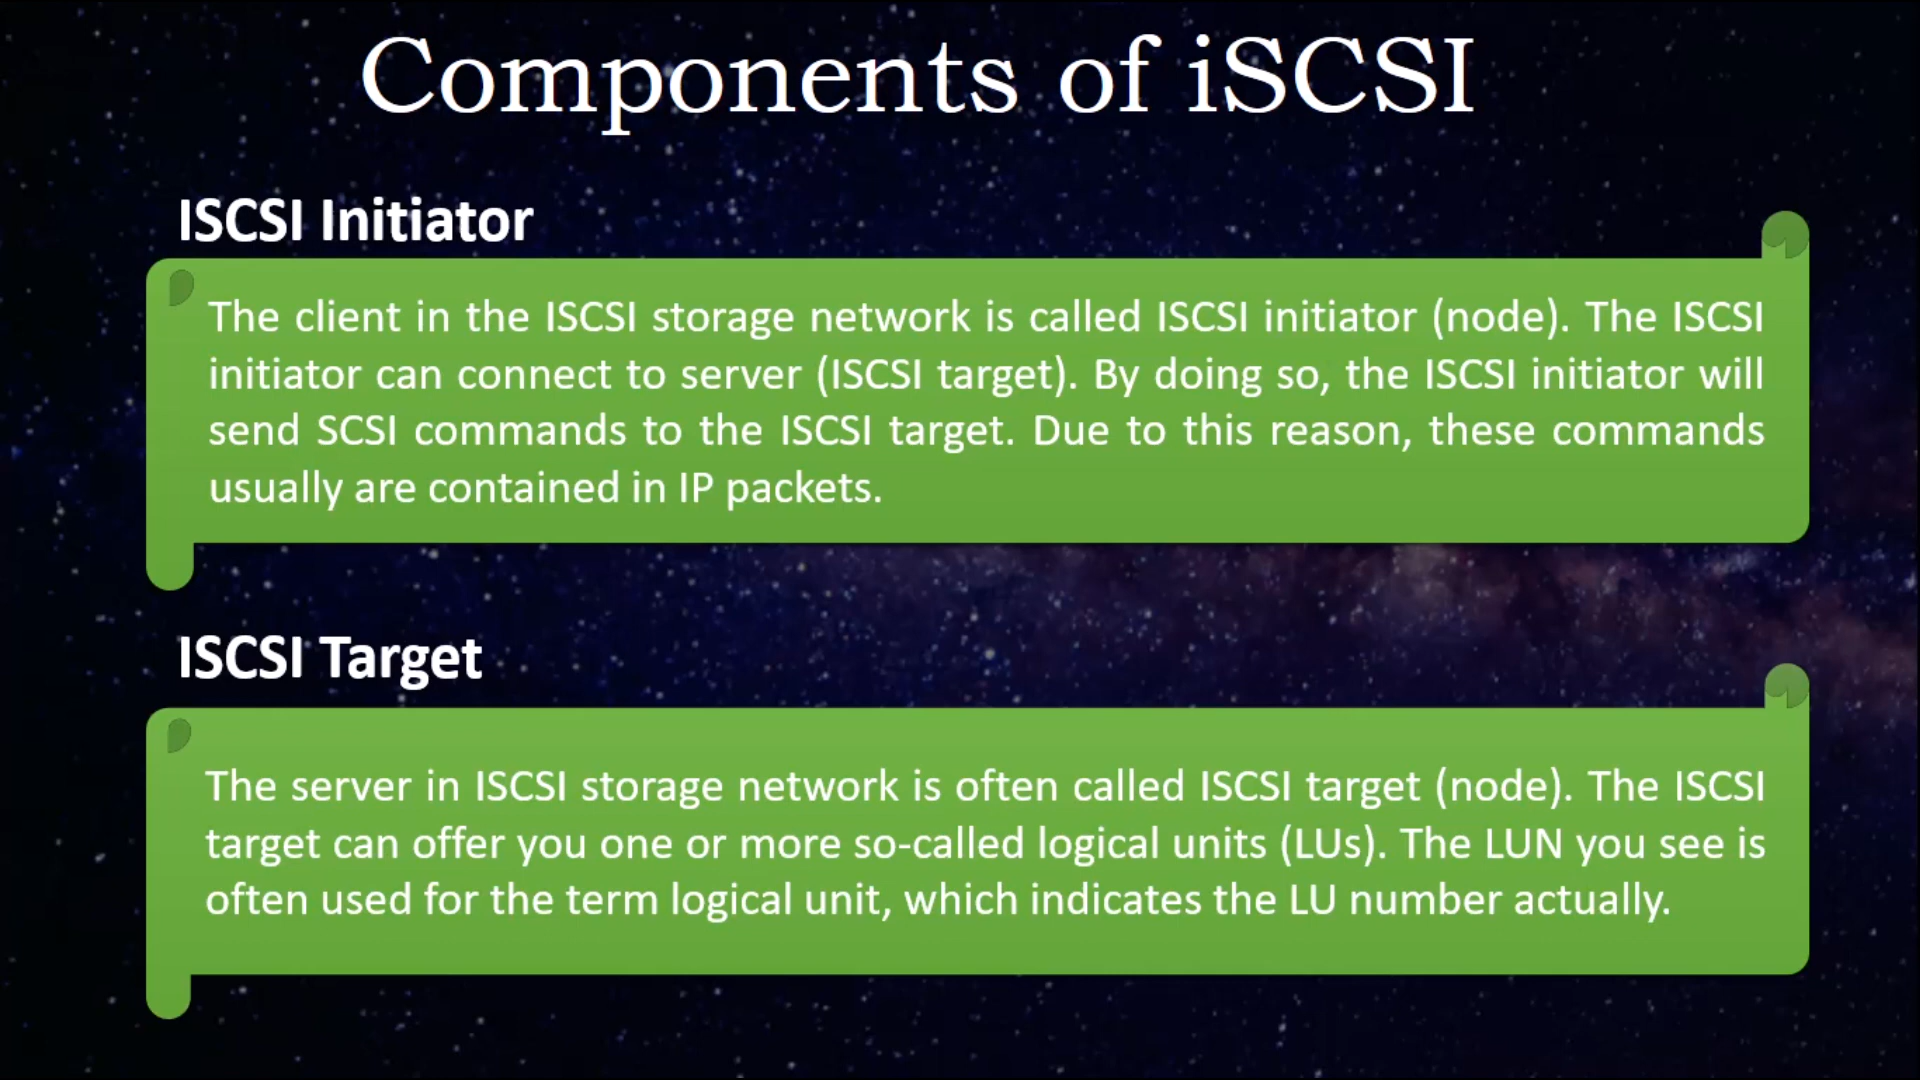 Components of iSCSI
ISCSI Initiator
The client in the ISCSI storage network is called ISCSI initiator (node). The ISCSI
initiator can connect to server (ISCSI target). By doing so, the ISCSI initiator will
send SCSI commands to the ISCSI target. Due to this reason, these commands
usually are contained in IP packets.
ISCSI Target
The server in ISCSI storage network is often called ISCSI target (node). The ISCSI
target can offer you one or more so-called logical units (LUs). The LUN you see is
often used for the term logical unit, which indicates the LU number actually.